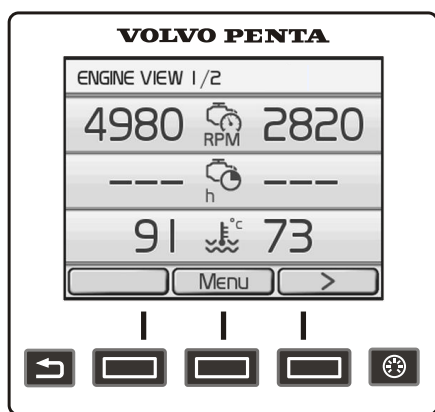 VOLVO PENTA
ENGINE VIEW 1/2
4980 RPM 2820
--- h ---
91 °C 73
Menu >